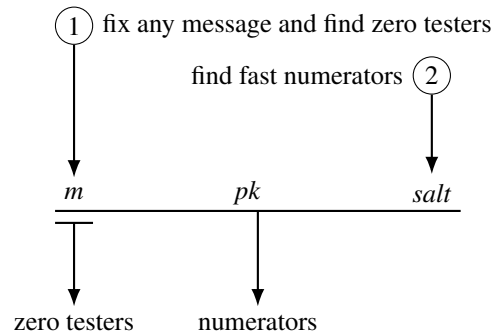 1 fix any message and find zero testers
find fast numerators 2
m pk salt
zero testers numerators